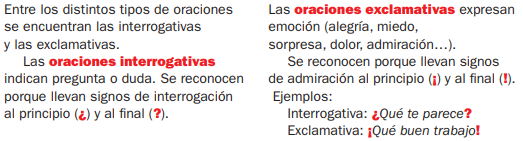 Entre los distintos tipos de oraciones
se encuentran las interrogativas
y las exclamativas.
Las oraciones interrogativas
indican pregunta o duda. Se reconocen
porque llevan signos de interrogación
al principio (¿) y al final (?).
Las oraciones exclamativas expresan
emoción (alegría, miedo,
sorpresa, dolor, admiración…).
Se reconocen porque llevan signos
de admiración al principio (¡) y al final (!).
Ejemplos:
Interrogativa: ¿Qué te parece?
Exclamativa: ¡Qué buen trabajo!